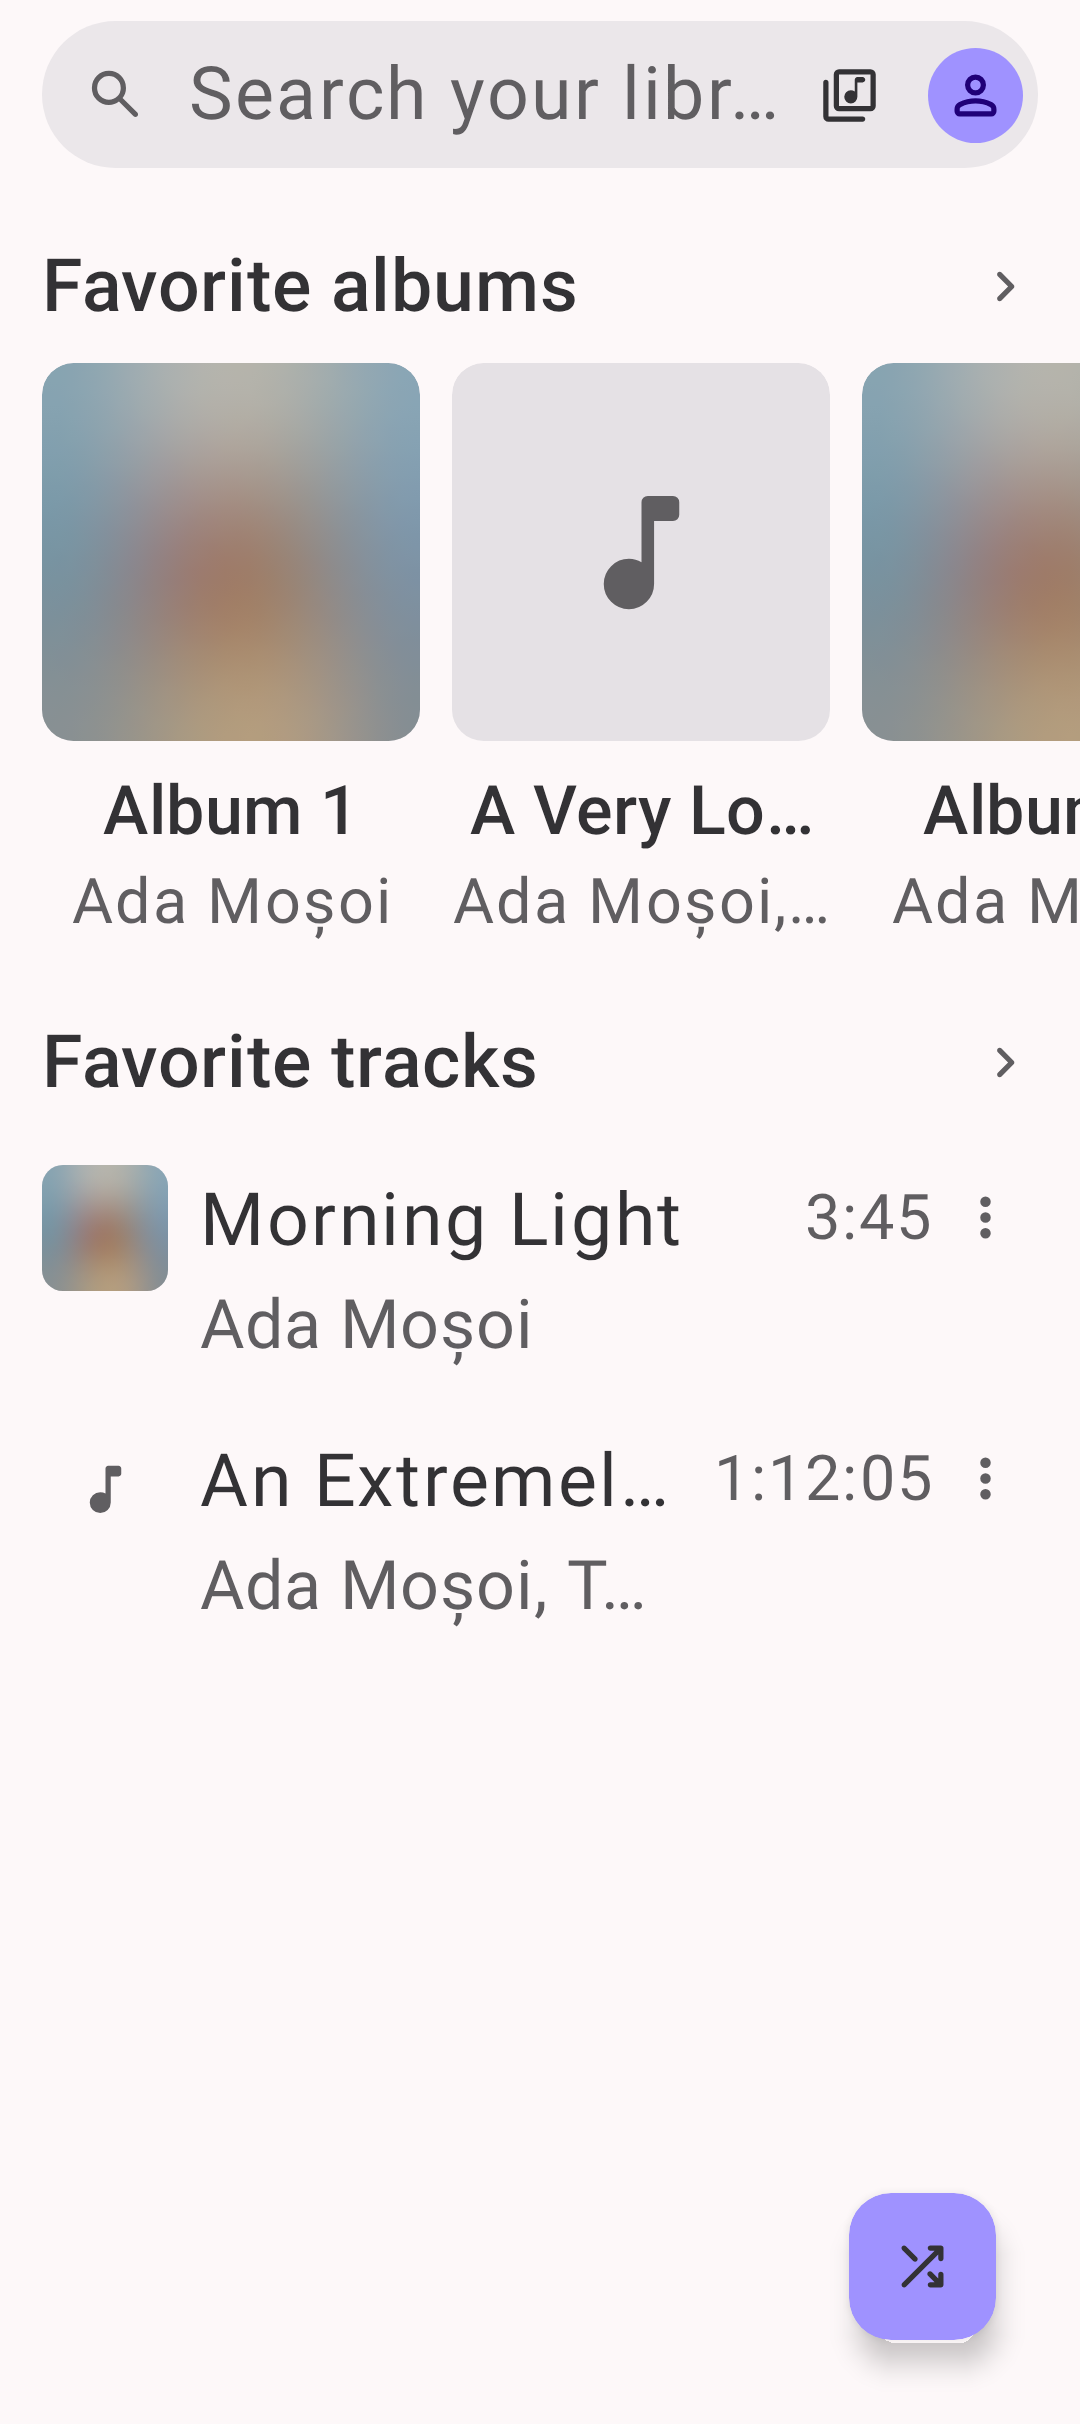 Search your libr…
Favorite albums
Album 1
Ada Moșoi
A Very Lo…
Ada Moșoi,…
Albu
Ada M
Favorite tracks
Morning Light
3:45
Ada Moșoi
An Extremel…
1:12:05
Ada Moșoi, T…